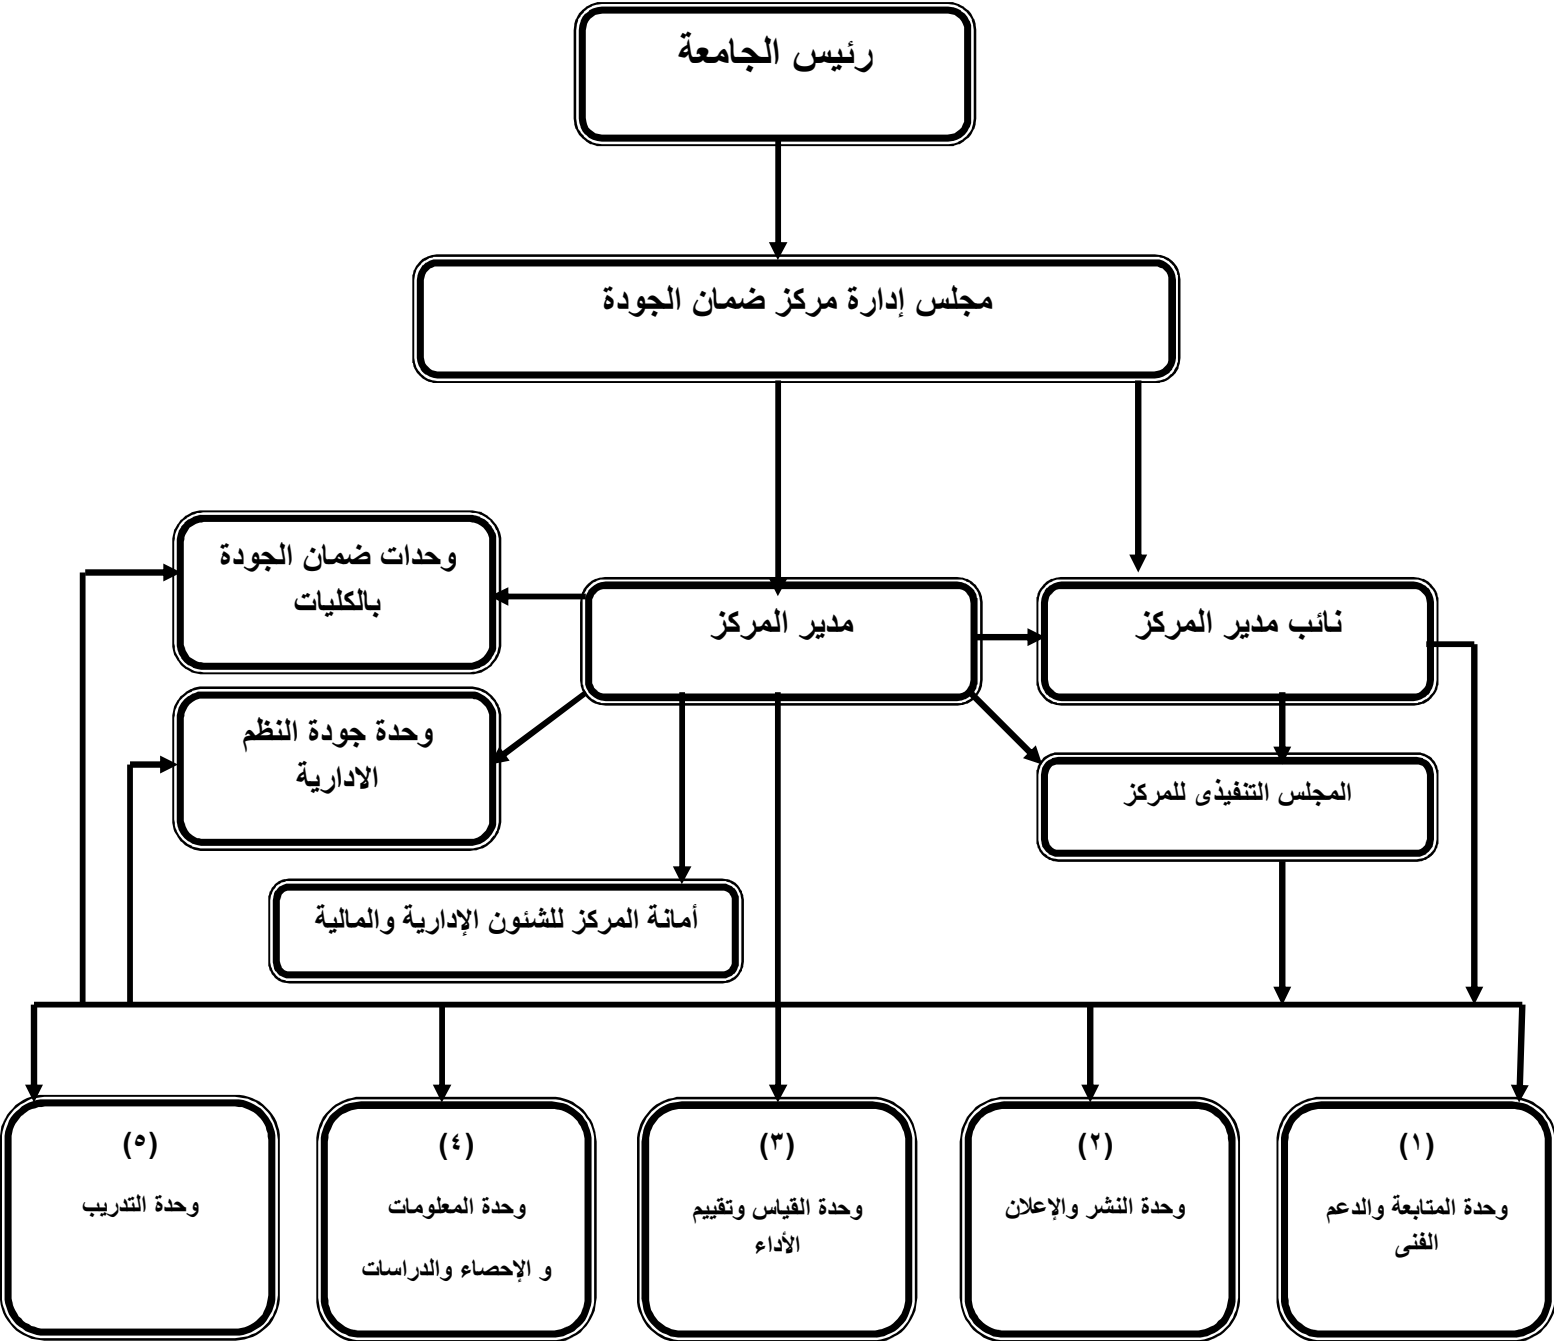 رئيس الجامعة
مجلس إدارة مركز ضمان الجودة
وحدات ضمان الجودة
بالكليات
مدير المركز
نائب مدير المركز
وحدة جودة النظم
الادارية
المجلس التنفيذى للمركز
أمانة المركز للشئون الإدارية والمالية
(١)
وحدة المتابعة والدعم
الفنى
(٢)
وحدة النشر والإعلان
(٣)
وحدة القياس وتقييم
الأداء
(٤)
وحدة المعلومات
و الإحصاء والدراسات
(٥)
وحدة التدريب